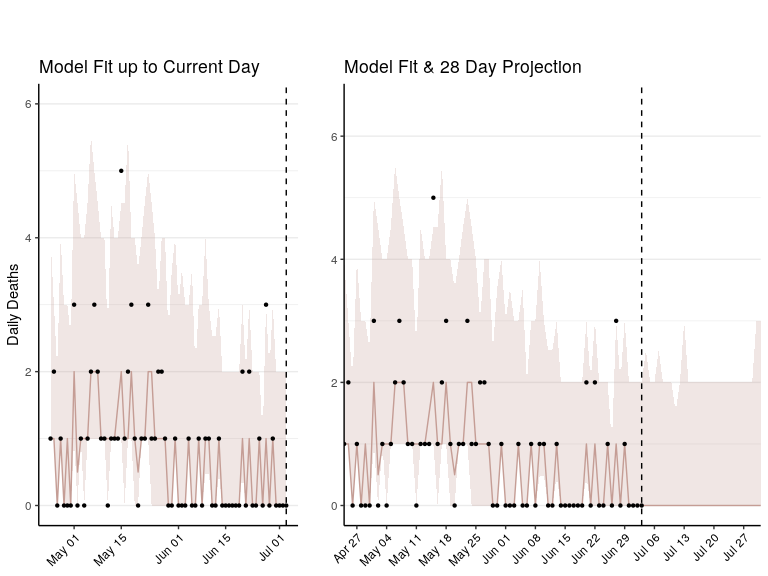 Model Fit up to Current Day
6
4
2
0
Daily Deaths
May 01
May 15
Jun 01
Jun 15
Jul 01
Model Fit & 28 Day Projection
6
4
2
0
Apr 27
May 04
May 11
May 18
May 25
Jun 01
Jun 08
Jun 15
Jun 22
Jun 29
Jul 06
Jul 13
Jul 20
Jul 27